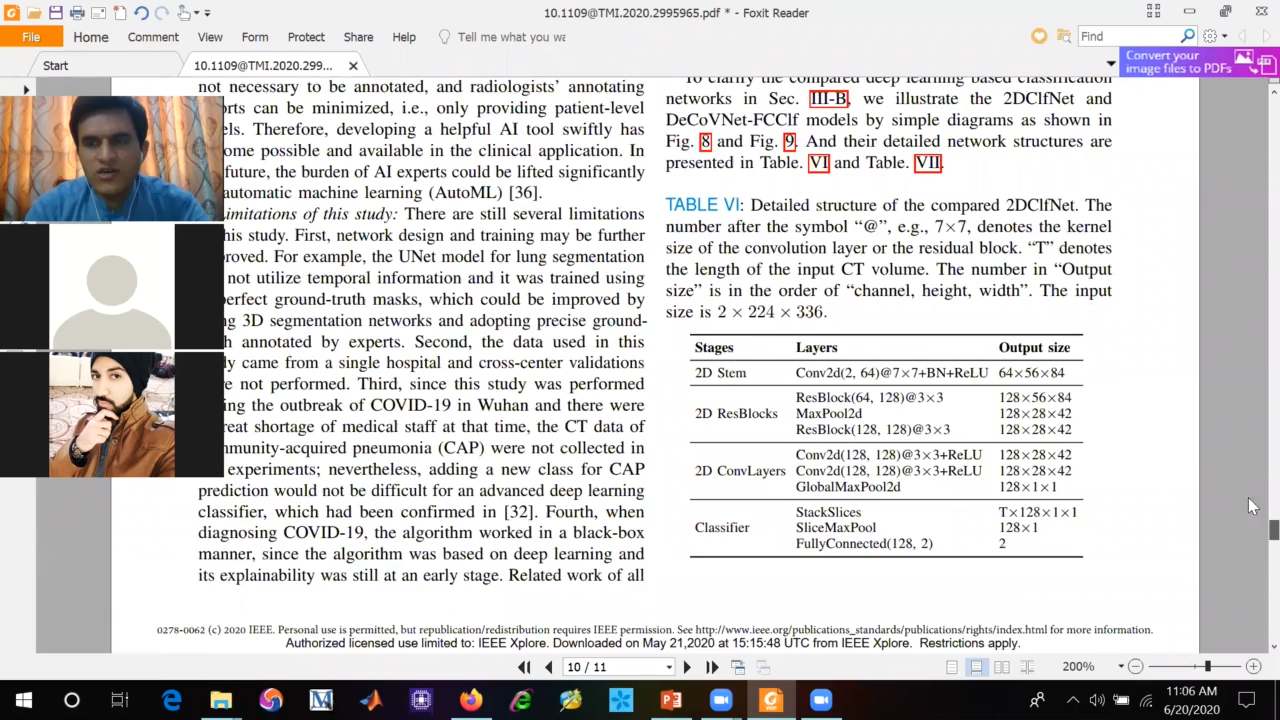 10.1109@TMI.2020.2995965.pdf * - Foxit Reader
File Home Comment View Form Protect Share Help Tell me what you wa
Find
Start 10.1109@TMI.2020.299...
Convert your
image files to PDFs
not necessary to be annotated, and radiologists' annotating
can be minimized, i.e., only providing patient-level
Therefore, developing a helpful AI tool swiftly has
possible and available in the clinical application. In
future, the burden of AI experts could be lifted significantly
automatic machine learning (AutoML) [36].
Limitations of this study: There are still several limitations
study. First, network design and training may be further
For example, the UNet model for lung segmentation
not utilize temporal information and it was trained using
ground-truth masks, which could be improved by
3D segmentation networks and adopting precise ground-
annotated by experts. Second, the data used in this
came from a single hospital and cross-center validations
not performed. Third, since this study was performed
the outbreak of COVID-19 in Wuhan and there were
shortage of medical staff at that time, the CT data of
pneumonia (CAP) were not collected in
experiments; nevertheless, adding a new class for CAP
prediction would not be difficult for an advanced deep learning
classifier, which had been confirmed in [32]. Fourth, when
diagnosing COVID-19, the algorithm worked in a black-box
manner, since the algorithm was based on deep learning and
its explainability was still at an early stage. Related work of all
To clarify the compared deep learning based classification
networks in Sec. III-B, we illustrate the 2DClfNet and
DeCoVNet-FCClf models by simple diagrams as shown in
Fig. 8 and Fig. 9. And their detailed network structures are
presented in Table. VI and Table. VII.
TABLE VI: Detailed structure of the compared 2DClfNet. The
number after the symbol “@”, e.g., 7×7, denotes the kernel
size of the convolution layer or the residual block. “T” denotes
the length of the input CT volume. The number in “Output
size” is in the order of “channel, height, width”. The input
size is 2 × 224 × 336.
Stages Layers Output size
2D Stem Conv2d(2, 64)@7×7+BN+ReLU 64×56×84
ResBlock(64, 128)@3×3 128×56×84
2D ResBlocks MaxPool2d 128×28×42
ResBlock(128, 128)@3×3 128×28×42
Conv2d(128, 128)@3×3+ReLU 128×28×42
2D ConvLayers Conv2d(128, 128)@3×3+ReLU 128×28×42
GlobalMaxPool2d 128×1×1
StackSlices T×128×1×1
Classifier SliceMaxPool 128×1
FullyConnected(128, 2) 2
0278-0062 (c) 2020 IEEE. Personal use is permitted, but republication/redistribution requires IEEE permission. See http://www.ieee.org/publications_standards/publications/rights/index.html for more information.
Authorized licensed use limited to: IEEE Xplore. Downloaded on May 21,2020 at 15:15:48 UTC from IEEE Xplore. Restrictions apply.
10 / 11
200%
11:06 AM
6/20/2020